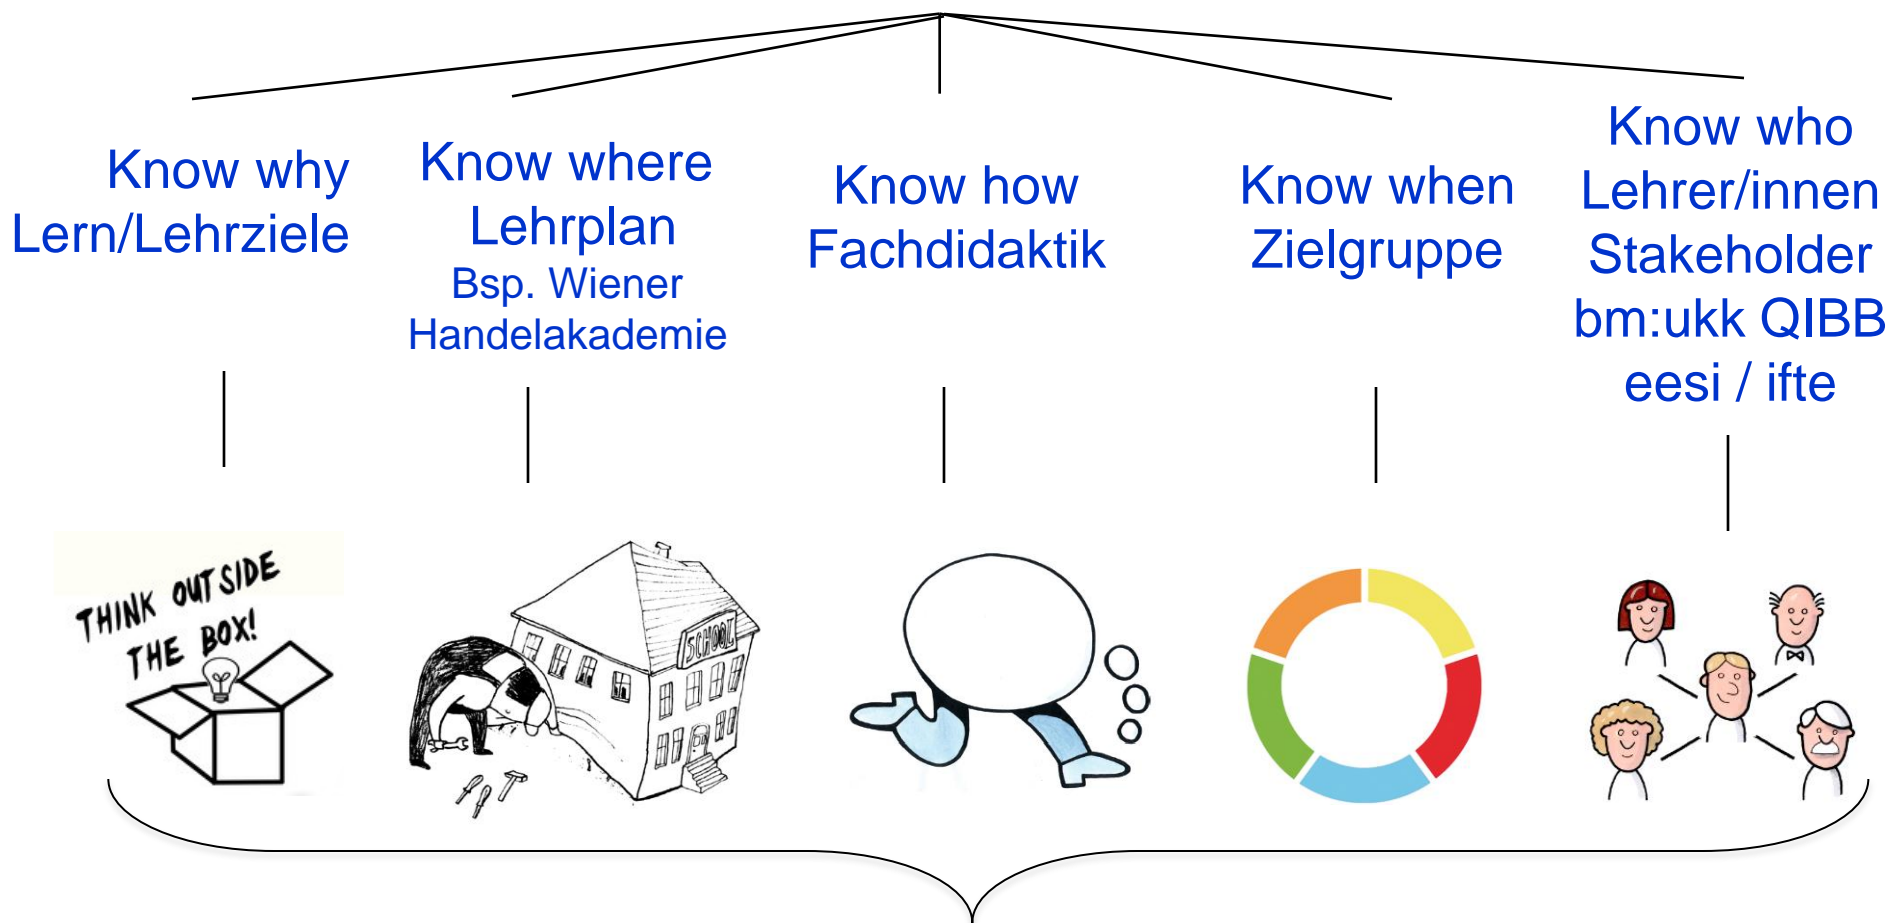 Know why
Lern/Lehrziele
Know where
Lehrplan
Bsp. Wiener
Handelakademie
Know how
Fachdidaktik
Know when
Zielgruppe
Know who
Lehrer/innen
Stakeholder
bm:ukk QIBB
eesi / ifte
THINK OUTSIDE
THE BOX!
SCHOOL